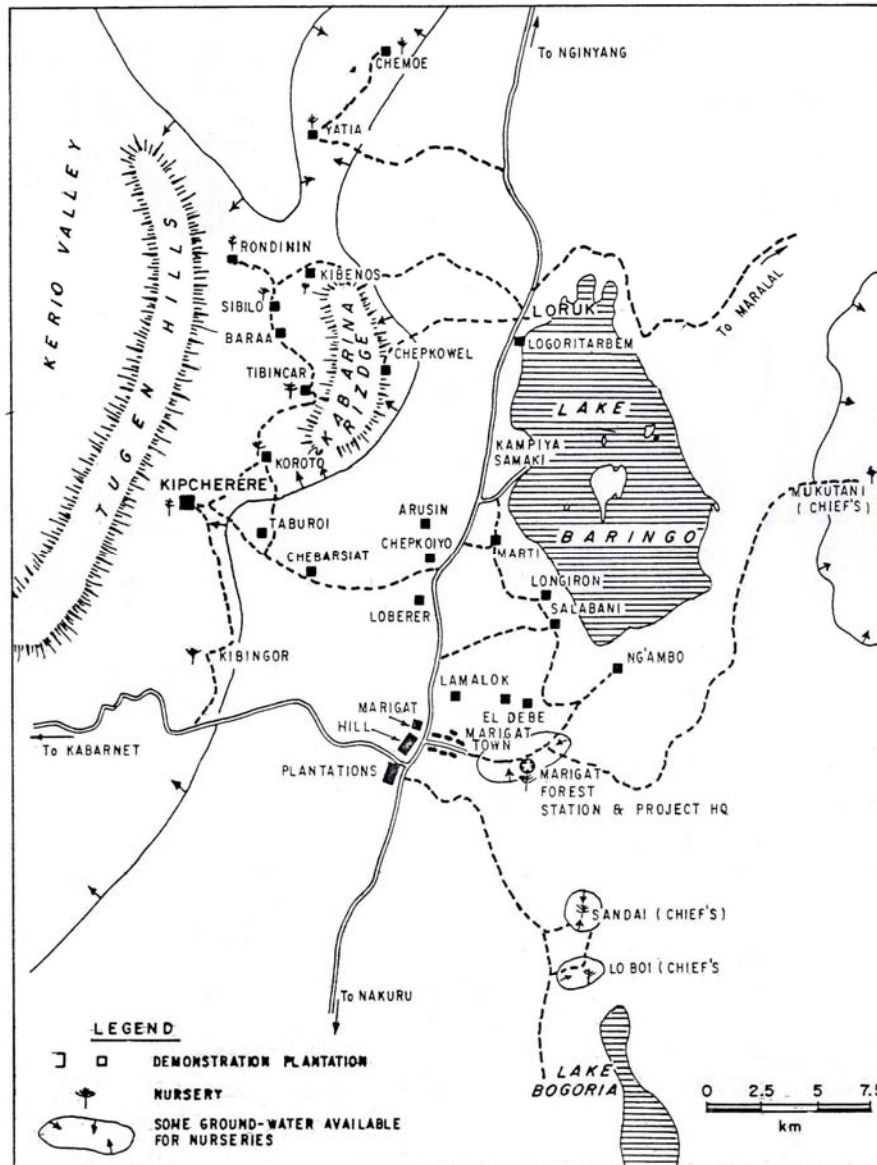 CHEMOE
To NGINYANG
YATIA
KERIO VALLEY
TUGEN HILLS
RONDININ
KIBENOS
SIBILO
BARAA
TIBINCAR
KABARINA
RIZDGE
CHEPKOWEL
LORUK
LOGORITARBEM
To MARALAL
LAKE
BARINGO
KAMPIYA
SAMAKI
MUKUTANI
(CHIEF'S)
KOROTO
KIPCHERERE
TABUROI
CHEBARSIAT
ARUSIN
CHEPKOIYO
LOBERER
MARTI
LONGIRON
SALABANI
NG'AMBO
KIBINGOR
To KABARNET
LAMALOK
EL DEBE
MARIGAT
HILL
PLANTATIONS
MARIGAT
TOWN
MARIGAT
FOREST
STATION & PROJECT HQ
SANDAI (CHIEF'S)
LO BOI (CHIEF'S
To NAKURU
LAKE
BOGORIA
LEGEND
DEMONSTRATION PLANTATION
NURSERY
SOME GROUND-WATER AVAILABLE
FOR NURSERIES
0 2.5 5 7.5
km